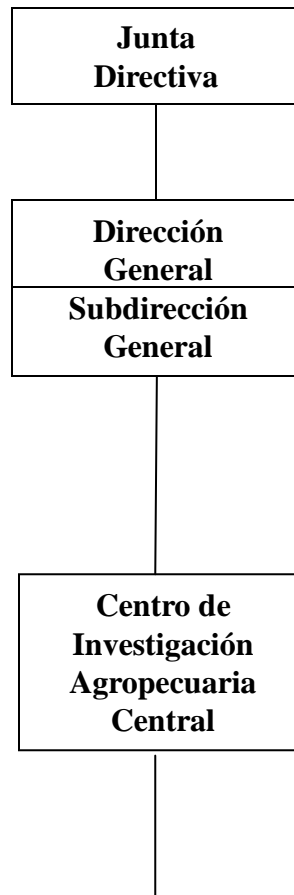 Junta
Directiva
Dirección
General
Subdirección
General
Centro de
Investigación
Agropecuaria
Central